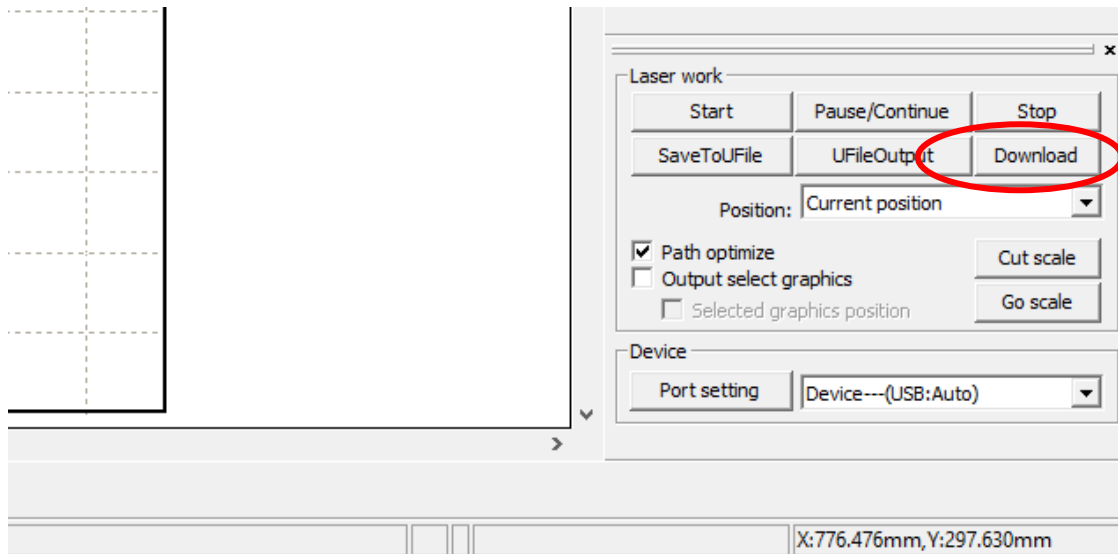 x
Laser work
Start Pause/Continue Stop
SaveToUFile UFileOutput Download
Position: Current position
Path optimize
Cut scale
Output select graphics
Selected graphics position
Go scale
Device
Port setting Device---(USB:Auto)
X:776.476mm,Y:297.630mm